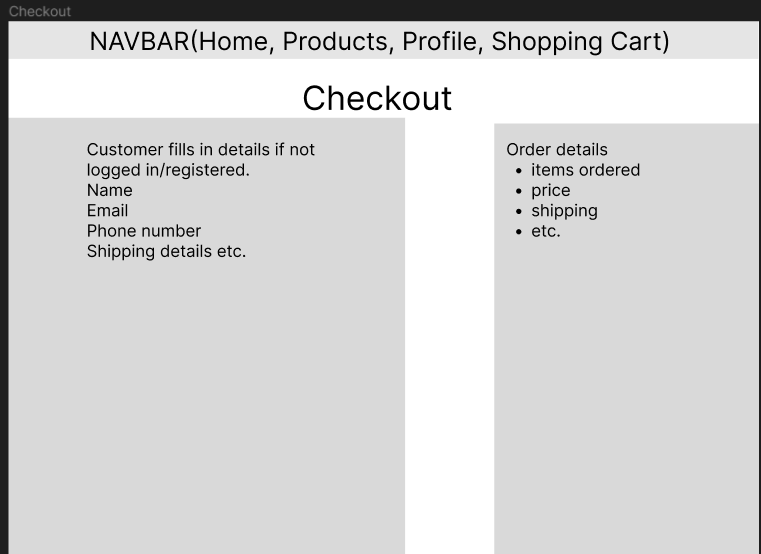 Checkout
NAVBAR(Home, Products, Profile, Shopping Cart)
Checkout
Customer fills in details if not
logged in/registered.
Name
Email
Phone number
Shipping details etc.
Order details
• items ordered
• price
• shipping
• etc.